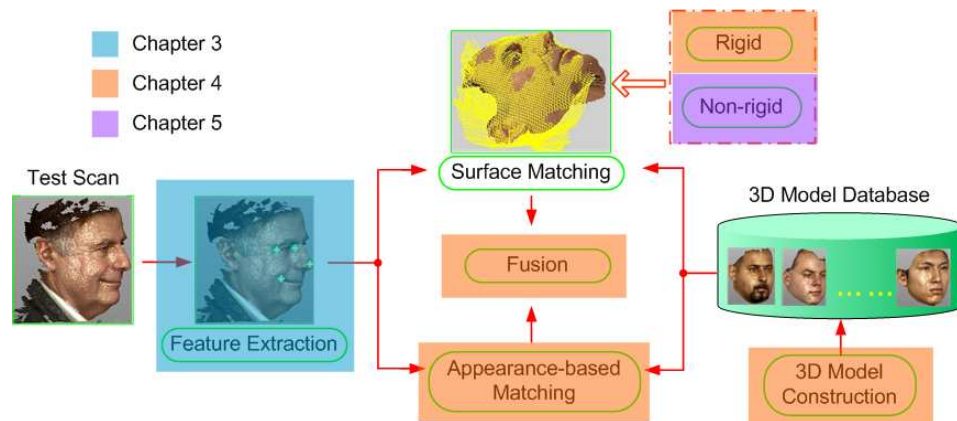 Chapter 3
Chapter 4
Chapter 5
Rigid
Non-rigid
Surface Matching
Test Scan
Feature Extraction
Fusion
Appearance-based
Matching
3D Model Database
3D Model
Construction